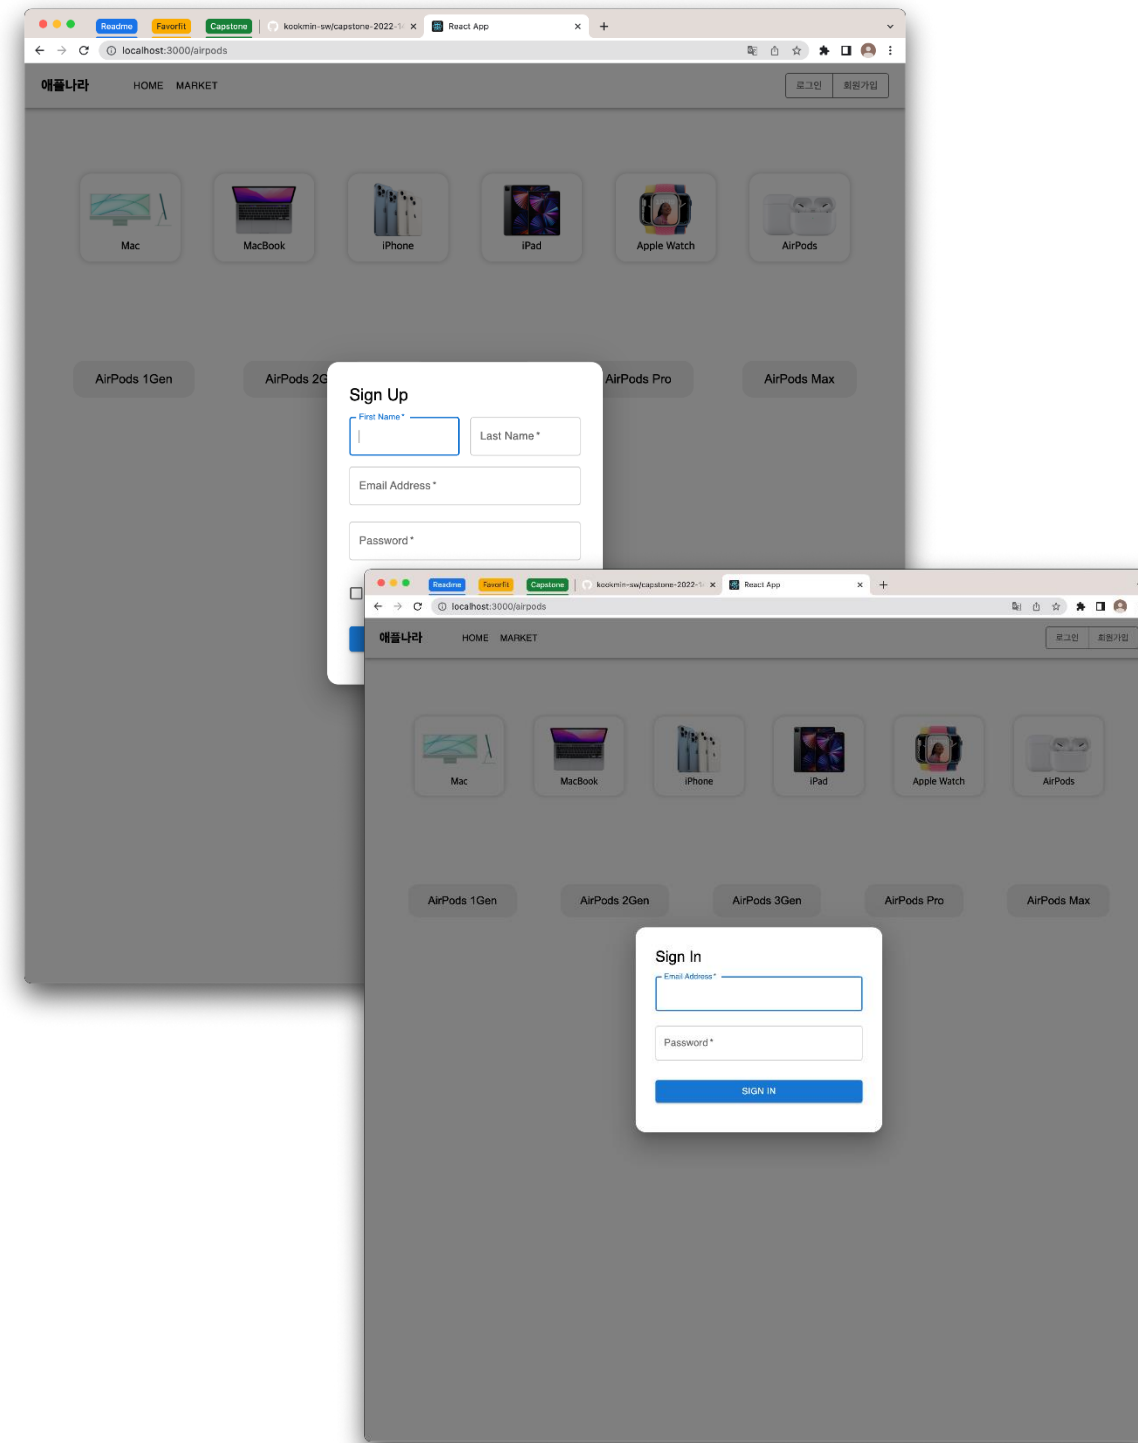 Readme Favorfit Capstone kookmin-sw/capstone-2022-1 React App
localhost:3000/airpods
애플나라 HOME MARKET 로그인 회원가입
Mac MacBook iPhone iPad Apple Watch AirPods
AirPods 1Gen AirPods 2G AirPods Pro AirPods Max
Sign Up
First Name *
Last Name *
Email Address *
Password *
Readme Favorfit Capstone kookmin-sw/capstone-2022-1 React App
localhost:3000/airpods
애플나라 HOME MARKET 로그인 회원가입
Mac MacBook iPhone iPad Apple Watch AirPods
AirPods 1Gen AirPods 2Gen AirPods 3Gen AirPods Pro AirPods Max
Sign In
Email Address *
Password *
SIGN IN